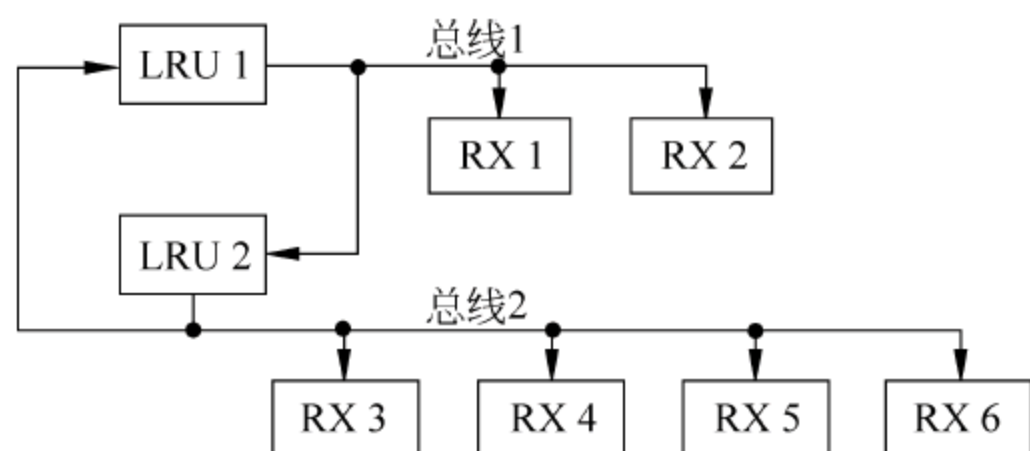 总线1
LRU 1
RX 1
RX 2
LRU 2
总线2
RX 3
RX 4
RX 5
RX 6